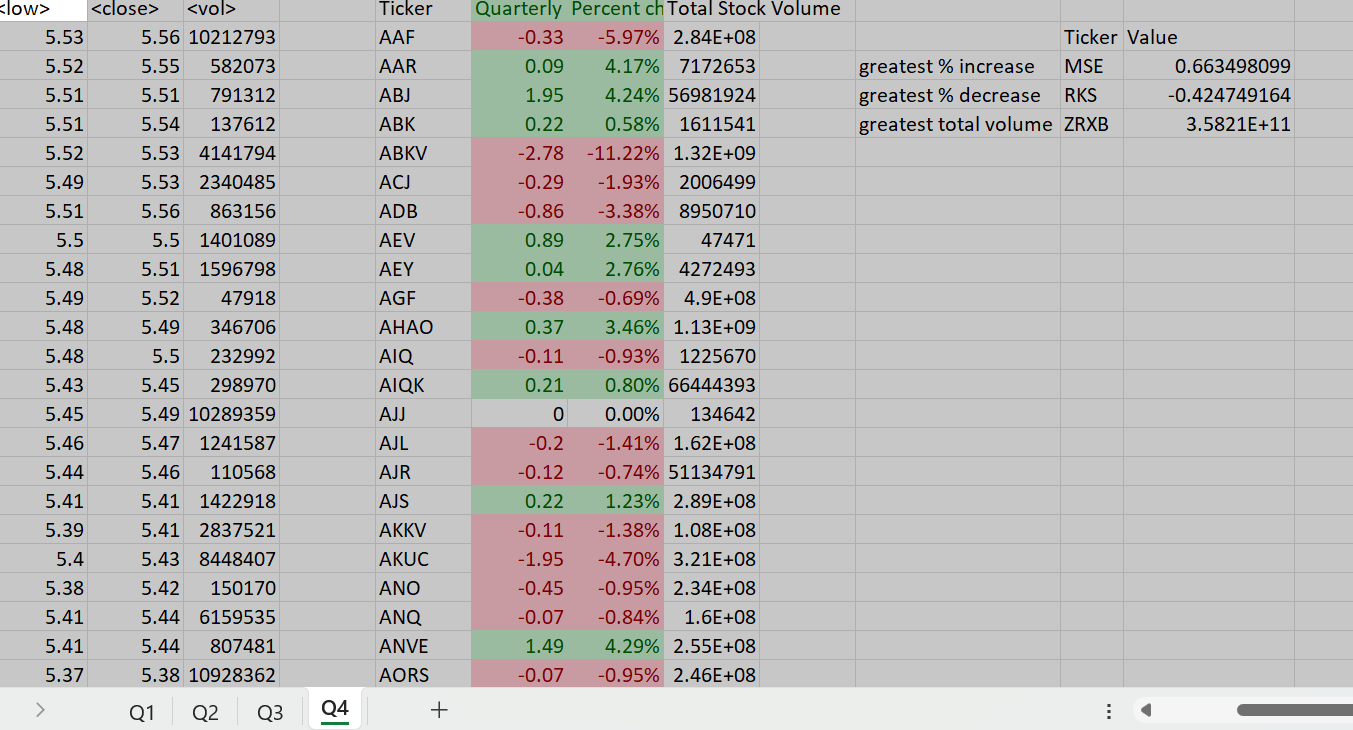 <low> <close> <vol> Ticker Quarterly Percent ch Total Stock Volume
5.53 5.56 10212793 AAF -0.33 -5.97% 2.84E+08 Ticker Value
5.52 5.55 582073 AAR 0.09 4.17% 7172653 greatest % increase MSE 0.663498099
5.51 5.51 791312 ABJ 1.95 4.24% 56981924 greatest % decrease RKS -0.424749164
5.51 5.54 137612 ABK 0.22 0.58% 1611541 greatest total volume ZRXB 3.5821E+11
5.52 5.53 4141794 ABKV -2.78 -11.22% 1.32E+09
5.49 5.53 2340485 ACJ -0.29 -1.93% 2006499
5.51 5.56 863156 ADB -0.86 -3.38% 8950710
5.5 5.5 1401089 AEV 0.89 2.75% 47471
5.48 5.51 1596798 AEY 0.04 2.76% 4272493
5.49 5.52 47918 AGF -0.38 -0.69% 4.9E+08
5.48 5.49 346706 AHAO 0.37 3.46% 1.13E+09
5.48 5.5 232992 AIQ -0.11 -0.93% 1225670
5.43 5.45 298970 AIQK 0.21 0.80% 66444393
5.45 5.49 10289359 AJJ 0 0.00% 134642
5.46 5.47 1241587 AJL -0.2 -1.41% 1.62E+08
5.44 5.46 110568 AJR -0.12 -0.74% 51134791
5.41 5.41 1422918 AJS 0.22 1.23% 2.89E+08
5.39 5.41 2837521 AKKV -0.11 -1.38% 1.08E+08
5.4 5.43 8448407 AKUC -1.95 -4.70% 3.21E+08
5.38 5.42 150170 ANO -0.45 -0.95% 2.34E+08
5.41 5.44 6159535 ANQ -0.07 -0.84% 1.6E+08
5.41 5.44 807481 ANVE 1.49 4.29% 2.55E+08
5.37 5.38 10928362 AORS -0.07 -0.95% 2.46E+08
Q1 Q2 Q3 Q4